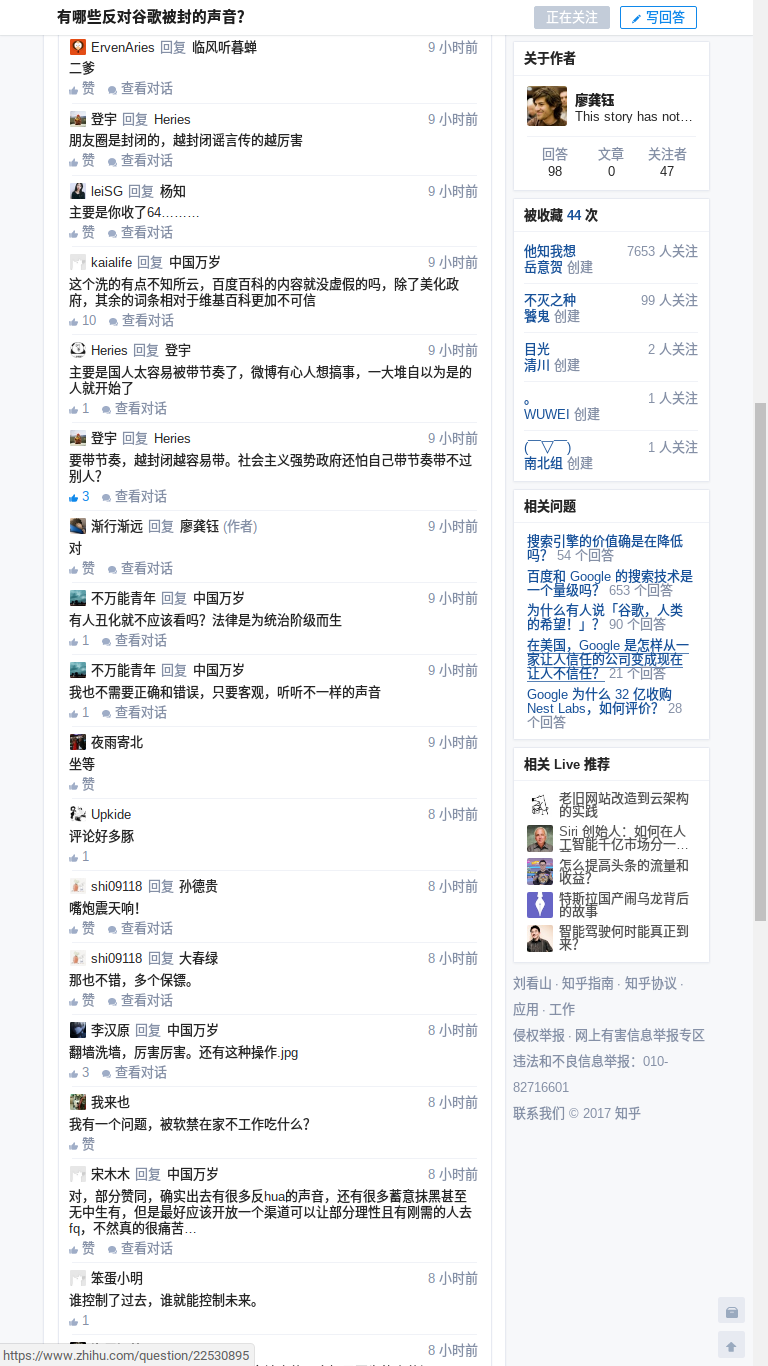 有哪些反对谷歌被封的声音？
正在关注
写回答
ErvenAries 回复 临风听暮蝉 9 小时前
二爹
赞 查看对话
登宇 回复 Heries 9 小时前
朋友圈是封闭的，越封闭谣言传的越厉害
赞 查看对话
leiSG 回复 杨知 9 小时前
主要是你收了64………
赞 查看对话
kaialife 回复 中国万岁 9 小时前
这个洗的有点不知所云，百度百科的内容就没虚假的吗，除了美化政
府，其余的词条相对于维基百科更加不可信
10 查看对话
Heries 回复 登宇 9 小时前
主要是国人太容易被带节奏了，微博有心人想搞事，一大堆自以为是的
人就开始了
1 查看对话
登宇 回复 Heries 9 小时前
要带节奏，越封闭越容易带。社会主义强势政府还怕自己带节奏带不过
别人？
3 查看对话
渐行渐远 回复 廖龚钰 (作者) 9 小时前
对
赞 查看对话
不万能青年 回复 中国万岁 9 小时前
有人丑化就不应该看吗？法律是为统治阶级而生
1 查看对话
不万能青年 回复 中国万岁 9 小时前
我也不需要正确和错误，只要客观，听听不一样的声音
1 查看对话
夜雨寄北 9 小时前
坐等
赞
Upkide 8 小时前
评论好多豚
1
shi09118 回复 孙德贵 8 小时前
嘴炮震天响！
赞 查看对话
shi09118 回复 大春绿 8 小时前
那也不错，多个保镖。
赞 查看对话
李汉原 回复 中国万岁 8 小时前
翻墙洗墙，厉害厉害。还有这种操作.jpg
3 查看对话
我来也 8 小时前
我有一个问题，被软禁在家不工作吃什么？
赞
宋木木 回复 中国万岁 8 小时前
对，部分赞同，确实出去有很多反hua的声音，还有很多蓄意抹黑甚至
无中生有，但是最好应该开放一个渠道可以让部分理性且有刚需的人去
fq，不然真的很痛苦…
赞 查看对话
笨蛋小明 8 小时前
谁控制了过去，谁就能控制未来。
1
8 小时前
https://www.zhihu.com/question/22530895
关于作者
廖龚钰
This story has not…
回答 文章 关注者
98 0 47
被收藏 44 次
他知我想 7653 人关注
岳意贺 创建
不灭之种 99 人关注
饕鬼 创建
目光 2 人关注
清川 创建
。 1 人关注
WUWEI 创建
(￣▽￣) 1 人关注
南北组 创建
相关问题
搜索引擎的价值确是在降低
吗？ 54 个回答
百度和 Google 的搜索技术是
一个量级吗？ 653 个回答
为什么有人说「谷歌，人类
的希望！」？ 90 个回答
在美国，Google 是怎样从一
家让人信任的公司变成现在
让人不信任？ 21 个回答
Google 为什么 32 亿收购
Nest Labs，如何评价？ 28
个回答
相关 Live 推荐
老旧网站改造到云架构
的实践
Siri 创始人：如何在人
工智能千亿市场分一…
怎么提高头条的流量和
收益？
特斯拉国产闹乌龙背后
的故事
智能驾驶何时能真正到
来？
刘看山 · 知乎指南 · 知乎协议 ·
应用 · 工作
侵权举报 · 网上有害信息举报专区
违法和不良信息举报：010-
82716601
联系我们 © 2017 知乎